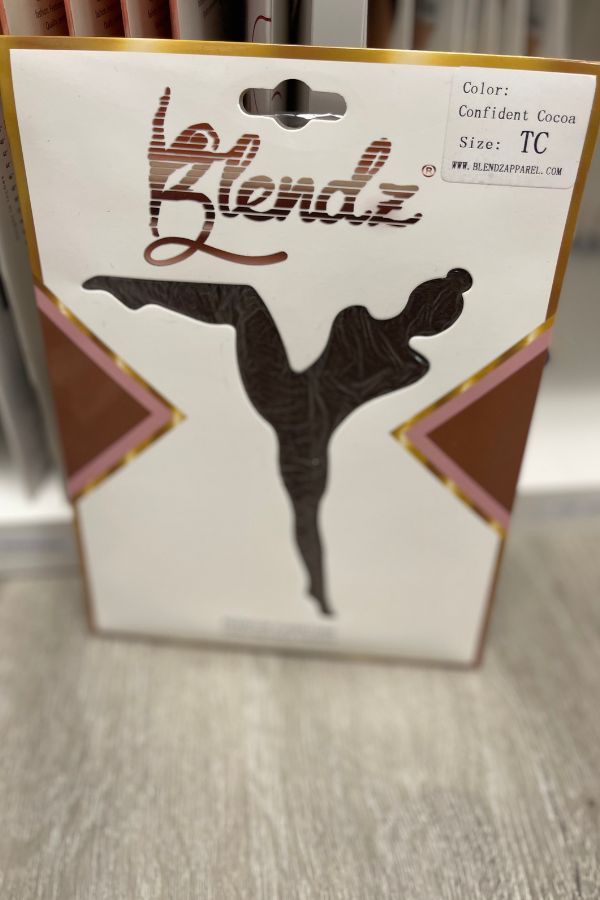 Blendz®
Color:
Confident Cocoa
Size: TC
WWW.BLENDZAPPAREL.COM